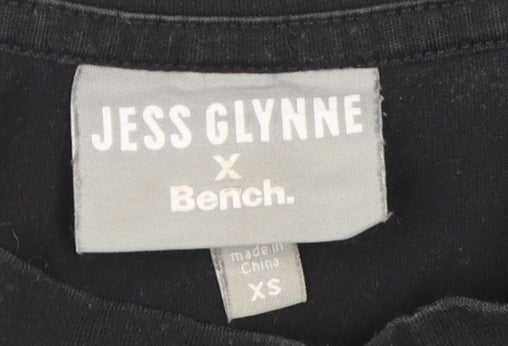 JESS GLYNNE
X
Bench.
made in
China
XS